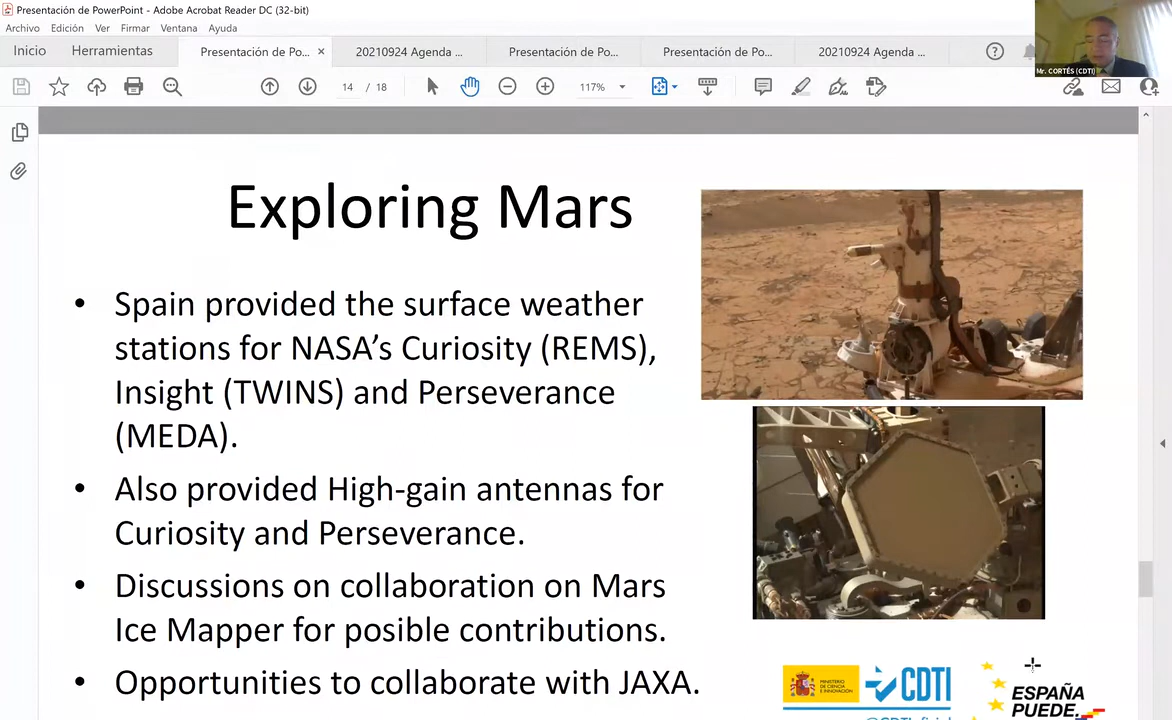 Presentación de PowerPoint - Adobe Acrobat Reader DC (32-bit)
Archivo Edición Ver Firmar Ventana Ayuda
Inicio Herramientas Presentación de Po... × 20210924 Agenda ... Presentación de Po... Presentación de Po... 20210924 Agenda ...
Mr. CORTÉS (CDTI)
14 / 18 117%
Exploring Mars
• Spain provided the surface weather
stations for NASA’s Curiosity (REMS),
Insight (TWINS) and Perseverance
(MEDA).
• Also provided High-gain antennas for
Curiosity and Perseverance.
• Discussions on collaboration on Mars
Ice Mapper for posible contributions.
• Opportunities to collaborate with JAXA.
MINISTERIO
DE CIENCIA
E INNOVACIÓN
CDTI
ESPAÑA
PUEDE.